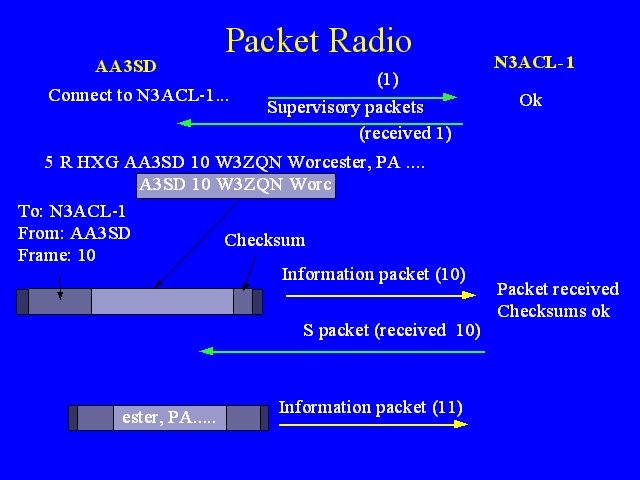 Packet Radio
AA3SD
N3ACL-1
Connect to N3ACL-1...
(1)
Ok
Supervisory packets
(received 1)
5 R HXG AA3SD 10 W3ZQN Worcester, PA ....
A3SD 10 W3ZQN Worc
To: N3ACL-1
From: AA3SD
Frame: 10
Checksum
Information packet (10)
Packet received
Checksums ok
S packet (received 10)
ester, PA.....
Information packet (11)